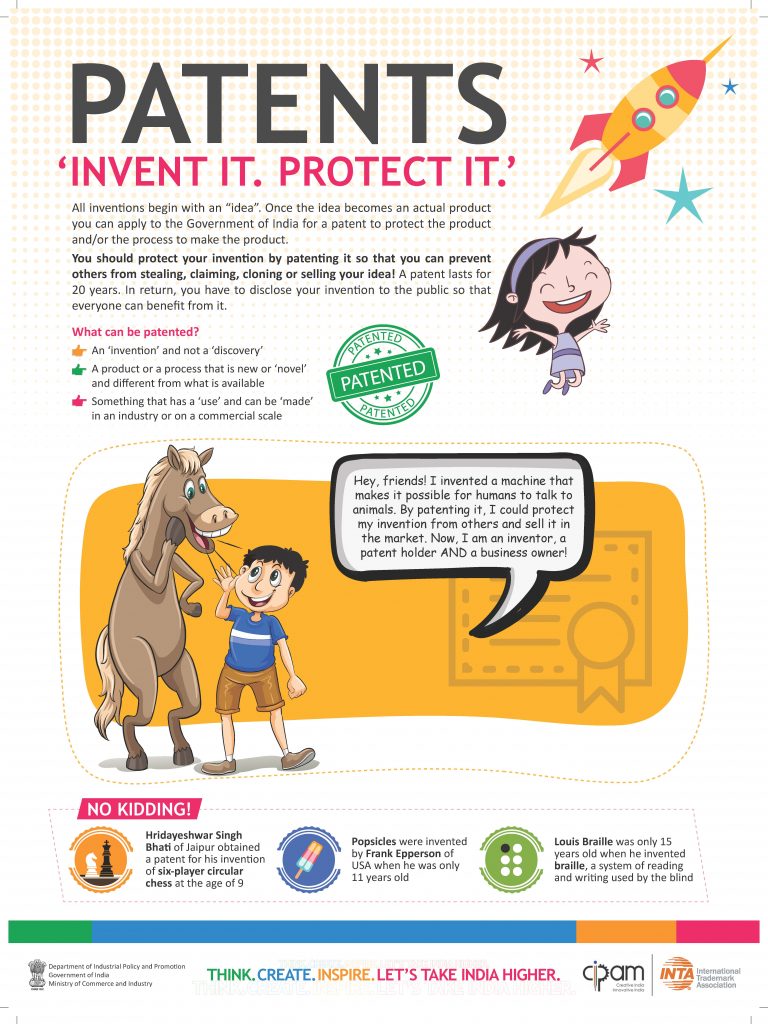 PATENTS
‘INVENT IT. PROTECT IT.’
All inventions begin with an “idea”. Once the idea becomes an actual product
you can apply to the Government of India for a patent to protect the product
and/or the process to make the product.
You should protect your invention by patenting it so that you can prevent
others from stealing, claiming, cloning or selling your idea! A patent lasts for
20 years. In return, you have to disclose your invention to the public so that
everyone can benefit from it.
What can be patented?
An ‘invention’ and not a ‘discovery’
A product or a process that is new or ‘novel’
and different from what is available
Something that has a ‘use’ and can be ‘made’
in an industry or on a commercial scale
PATENTED
PATENTED
PATENTED
Hey, friends! I invented a machine that
makes it possible for humans to talk to
animals. By patenting it, I could protect
my invention from others and sell it in
the market. Now, I am an inventor, a
patent holder AND a business owner!
NO KIDDING!
Hridayeshwar Singh
Bhati of Jaipur obtained
a patent for his invention
of six-player circular
chess at the age of 9
Popsicles were invented
by Frank Epperson of
USA when he was only
11 years old
Louis Braille was only 15
years old when he invented
braille, a system of reading
and writing used by the blind
Department of Industrial Policy and Promotion
Government of India
Ministry of Commerce and Industry
THINK. CREATE. INSPIRE. LET’S TAKE INDIA HIGHER.
cipam
Creative India
Innovative India
INTA
International
Trademark
Association